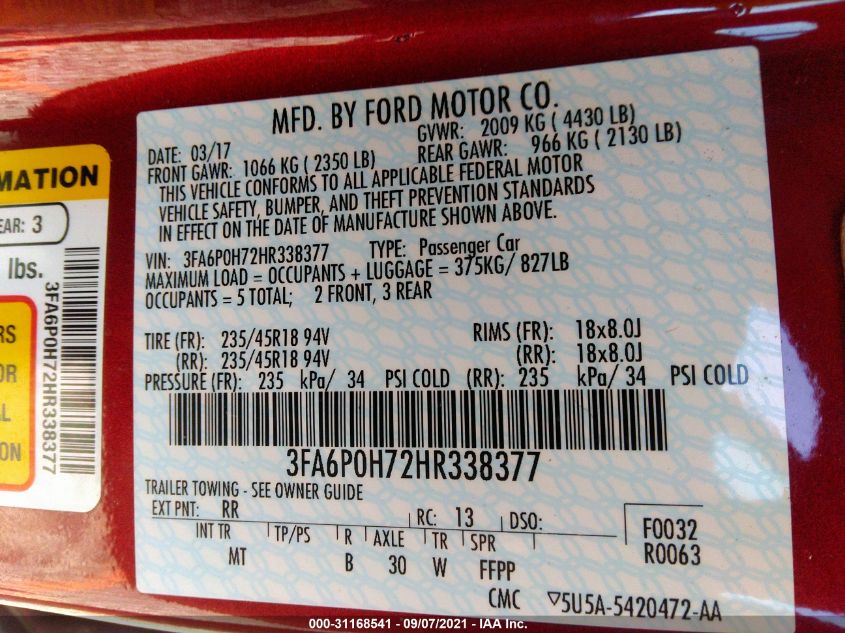 MFD. BY FORD MOTOR CO.
DATE: 03/17 GVWR: 2009 KG ( 4430 LB)
FRONT GAWR: 1066 KG ( 2350 LB) REAR GAWR: 966 KG ( 2130 LB)
THIS VEHICLE CONFORMS TO ALL APPLICABLE FEDERAL MOTOR
VEHICLE SAFETY, BUMPER, AND THEFT PREVENTION STANDARDS
IN EFFECT ON THE DATE OF MANUFACTURE SHOWN ABOVE.
VIN: 3FA6P0H72HR338377 TYPE: Passenger Car
MAXIMUM LOAD = OCCUPANTS + LUGGAGE = 375KG/ 827LB
OCCUPANTS = 5 TOTAL; 2 FRONT, 3 REAR
TIRE (FR): 235/45R18 94V RIMS (FR): 18x8.0J
(RR): 235/45R18 94V (RR): 18x8.0J
PRESSURE (FR): 235 kPa/ 34 PSI COLD (RR): 235 kPa/ 34 PSI COLD
3FA6P0H72HR338377
TRAILER TOWING - SEE OWNER GUIDE
EXT PNT: RR RC: 13 DSO:
INT TR TP/PS R AXLE TR SPR
MT B 30 W FFPP
F0032
R0063
CMC ▽5U5A-5420472-AA
MATION
EAR: 3
lbs.
3FA6P0H72HR338377
RS
OR
AL
ION
000-31168541 - 09/07/2021 - IAA Inc.